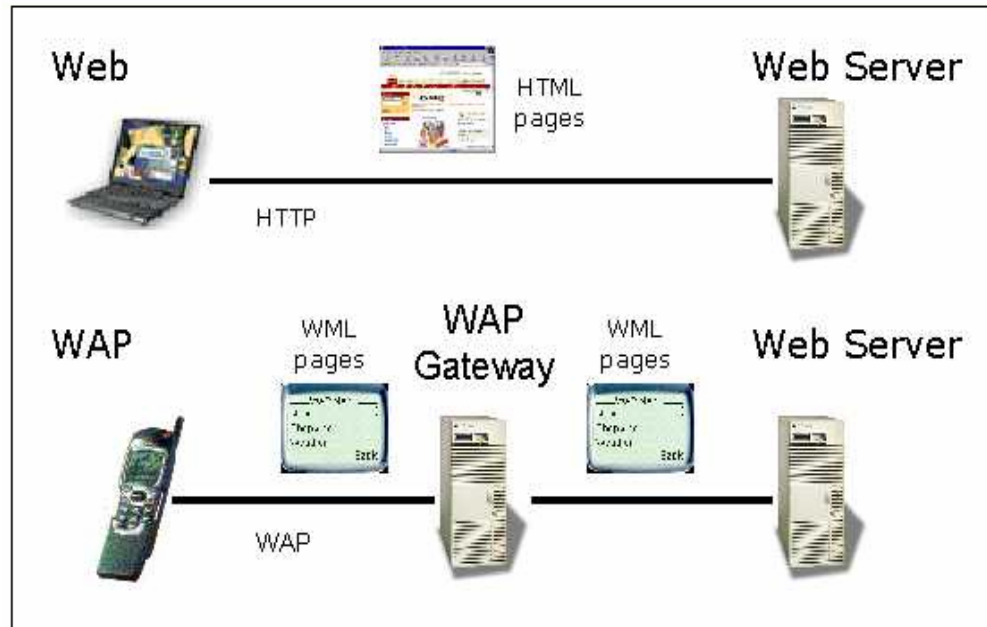 Web
HTML
pages
Web Server
HTTP
WAP
WML
pages
WAP
Gateway
WML
pages
Web Server
WAP